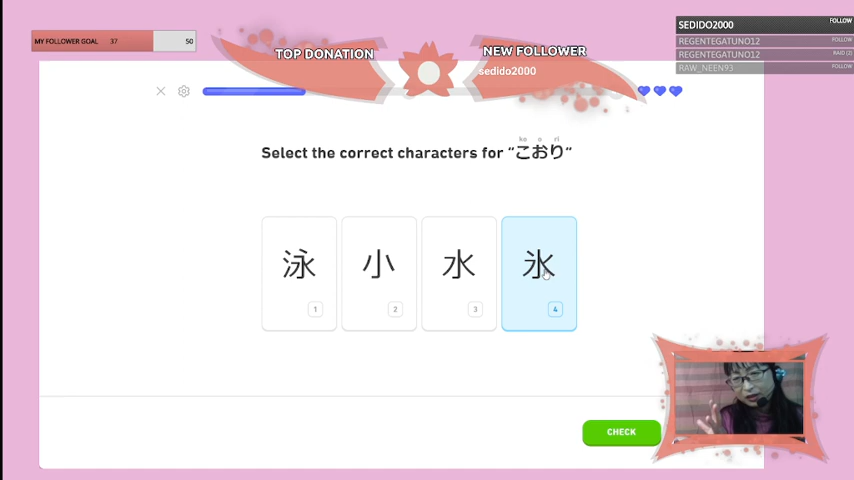 MY FOLLOWER GOAL 37 50
TOP DONATION
NEW FOLLOWER
sedido2000
SEDIDO2000 FOLLOW
REGENTEGATUNO12 FOLLOW
REGENTEGATUNO12 RAID (2)
RAW_NEEN93 FOLLOW
ko o ri
Select the correct characters for “こおり”
泳 小 水 氷
1 2 3 4
CHECK